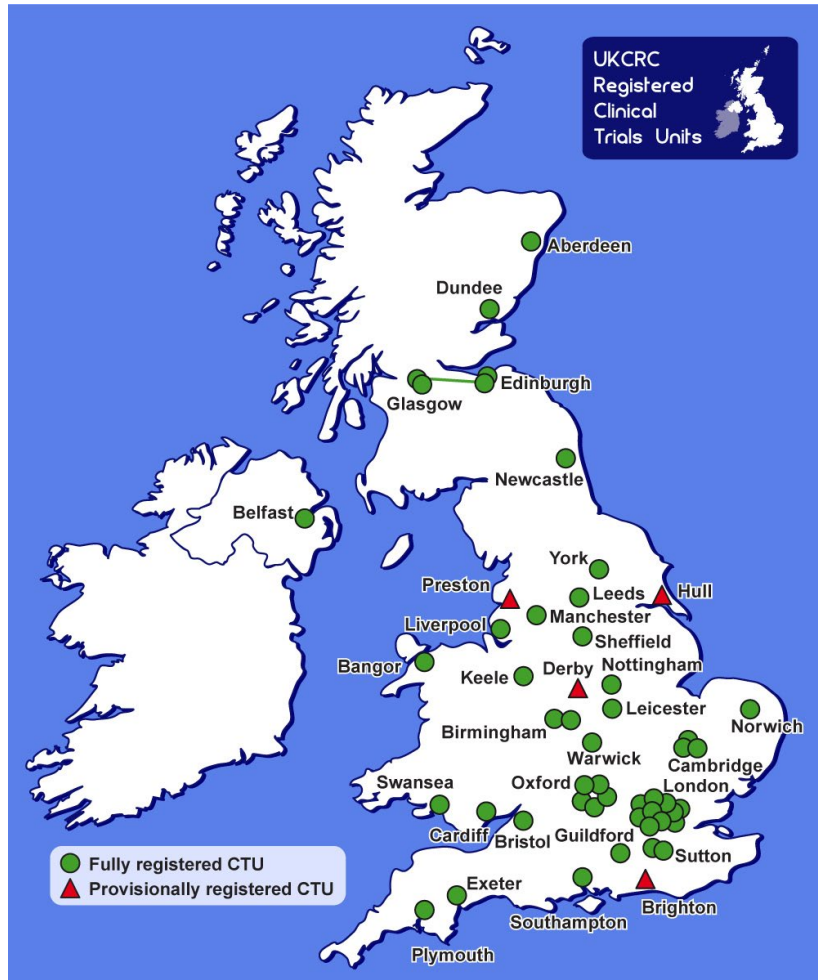 UKCRC
Registered
Clinical
Trials Units
Aberdeen
Dundee
Edinburgh
Glasgow
Newcastle
Belfast
York
Preston
Leeds
Hull
Manchester
Liverpool
Sheffield
Bangor
Derby
Nottingham
Keele
Leicester
Norwich
Birmingham
Warwick
Cambridge
Swansea
Oxford
London
Cardiff
Bristol
Guildford
Sutton
Fully registered CTU
Provisionally registered CTU
Exeter
Southampton
Brighton
Plymouth